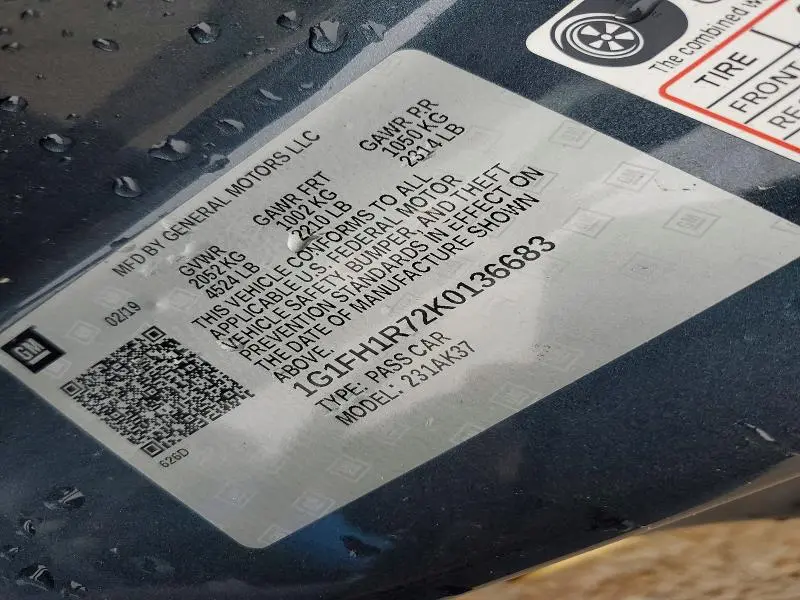 MFD BY GENERAL MOTORS LLC
02/19
GVWR
2052 KG
4524 LB
GAWR FRT
1002 KG
2210 LB
GAWR RR
1050 KG
2314 LB
THIS VEHICLE CONFORMS TO ALL
APPLICABLE U.S. FEDERAL MOTOR
VEHICLE SAFETY, BUMPER, AND THEFT
PREVENTION STANDARDS IN EFFECT ON
THE DATE OF MANUFACTURE SHOWN
ABOVE.
1G1FH1R72K0136683
TYPE: PASS CAR
MODEL: 231AK37
GM
626D
The combined
TIRE
FRONT